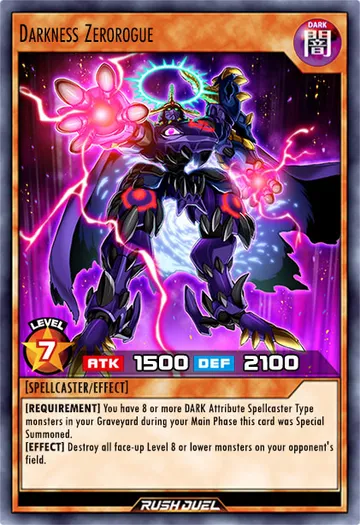 Darkness Zerorogue
DARK
闇
LEVEL
7
ATK 1500 DEF 2100
[SPELLCASTER/EFFECT]
[REQUIREMENT] You have 8 or more DARK Attribute Spellcaster Type
monsters in your Graveyard during your Main Phase this card was Special
Summoned.
[EFFECT] Destroy all face-up Level 8 or lower monsters on your opponent's
field.
RUSH DUEL